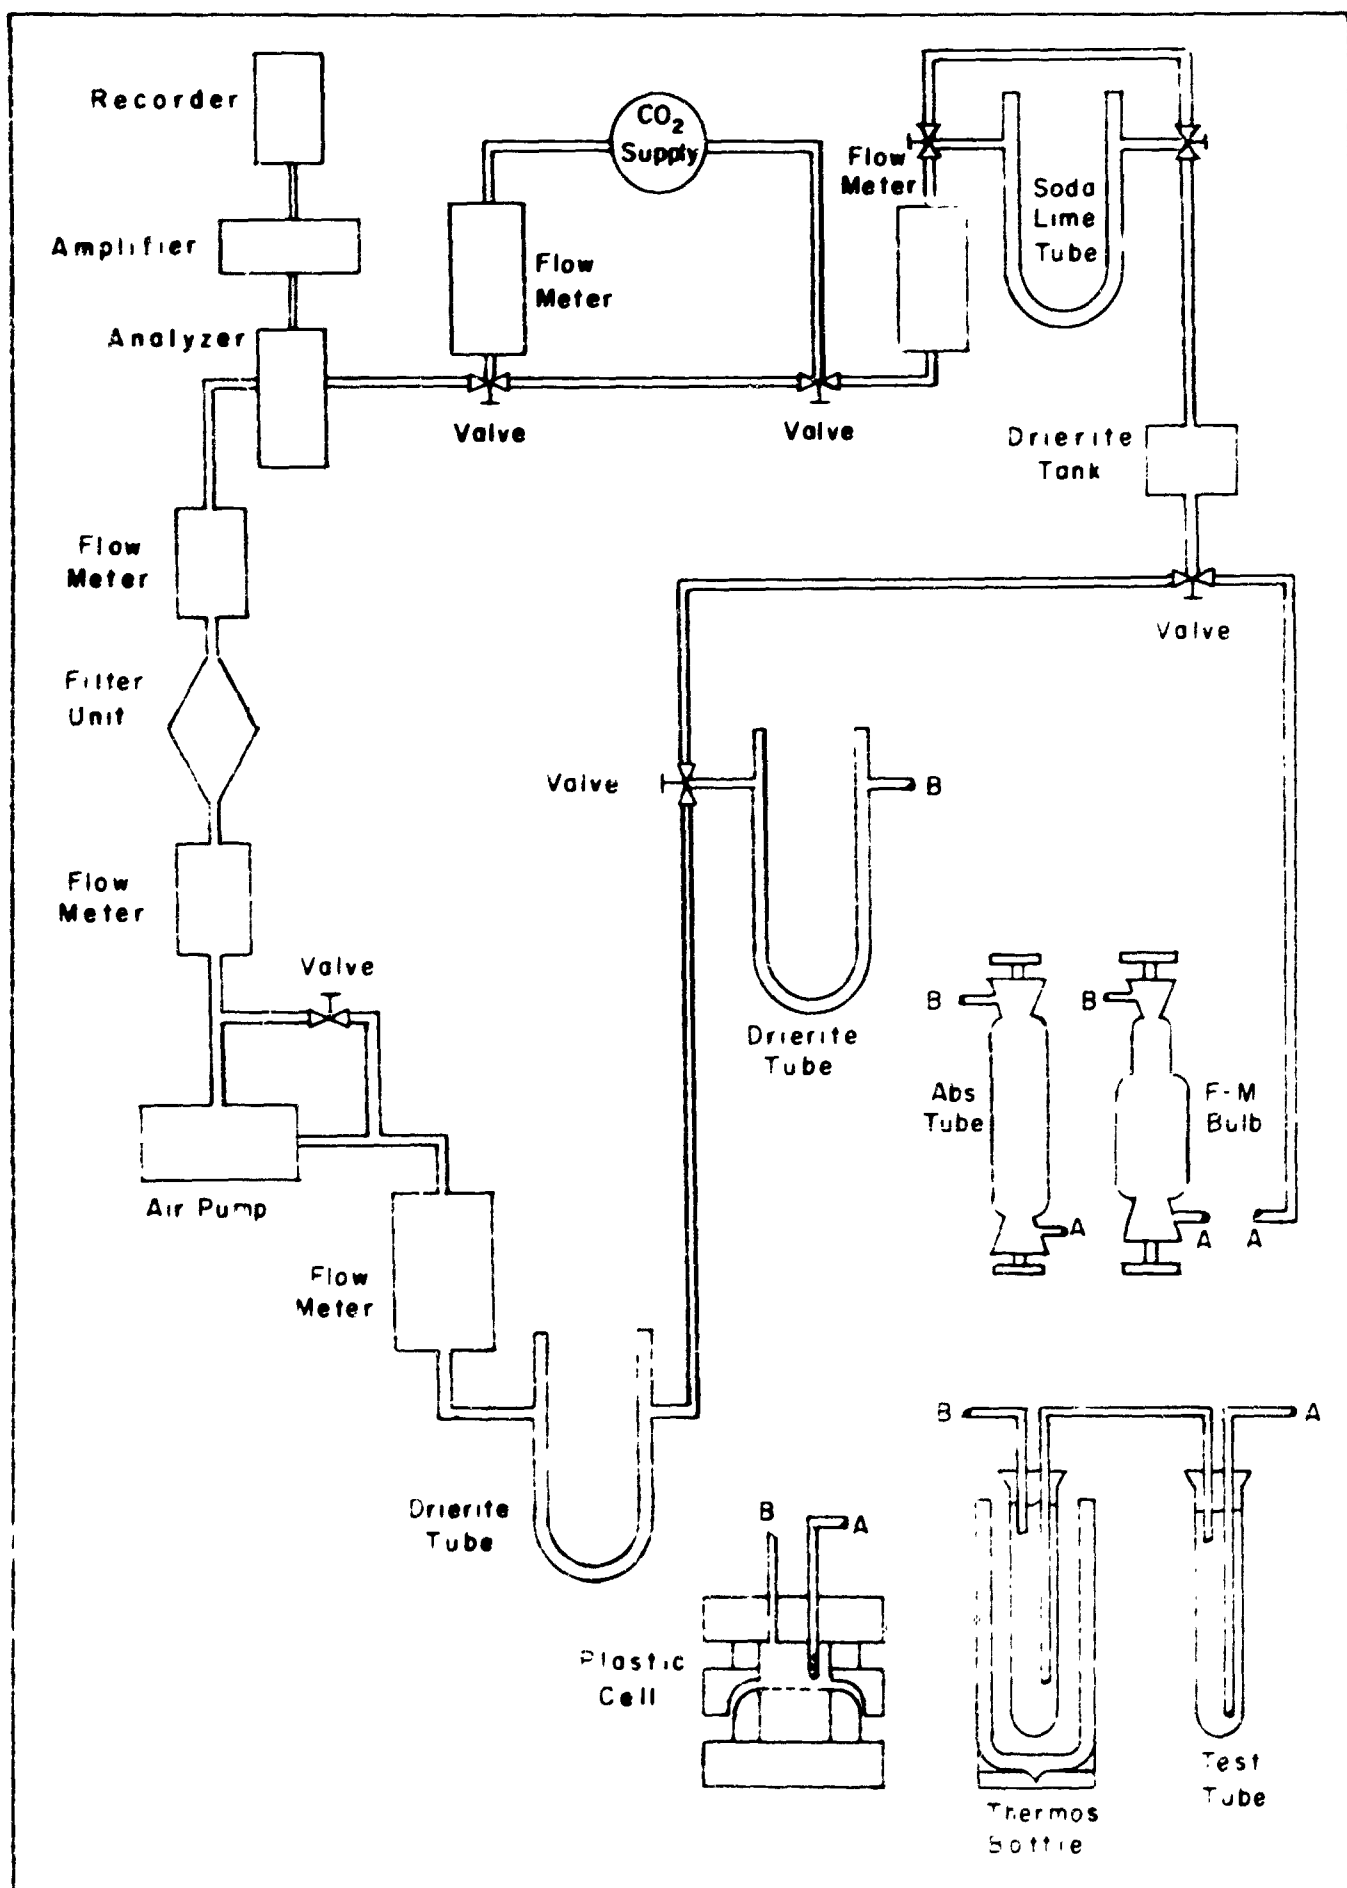 Recorder
CO2
Supply
Flow
Meter
Soda
Lime
Tube
Amplifier
Flow
Meter
Analyzer
Valve
Valve
Drierite
Tank
Flow
Meter
Valve
Filter
Unit
Valve
B
Flow
Meter
Valve
Drierite
Tube
B
B
Abs
Tube
F-M
Bulb
Air Pump
A
A
A
Flow
Meter
B
A
Drierite
Tube
B
A
Plastic
Cell
Test
Tube
Thermos
Bottle